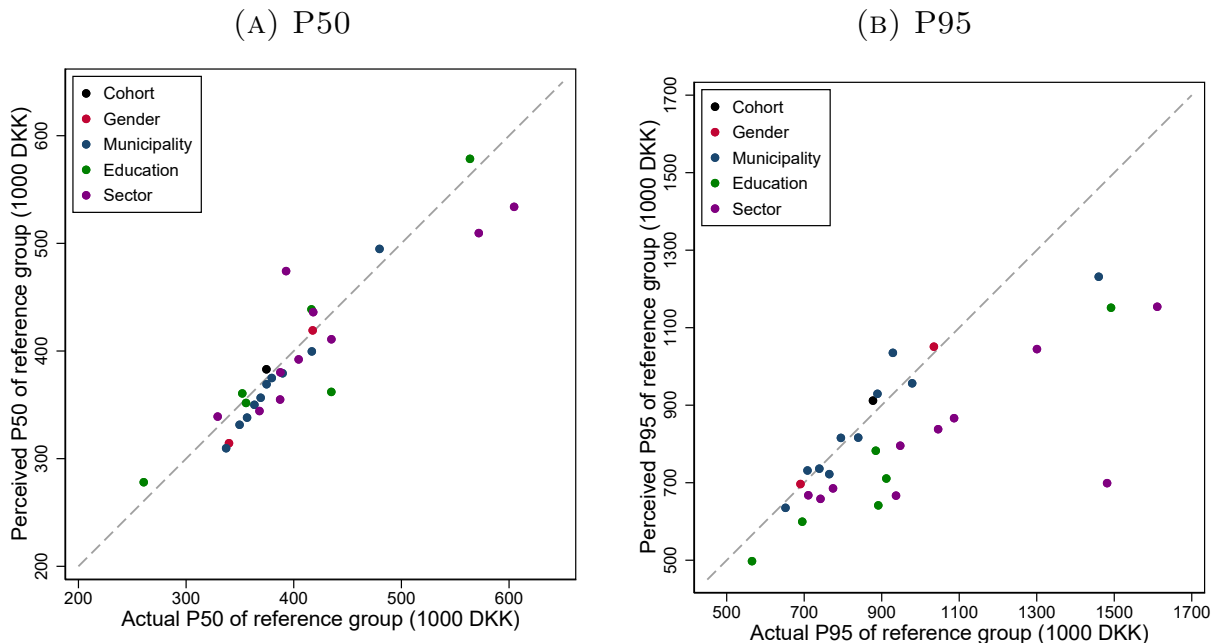 (A) P50
Perceived P50 of reference group (1000 DKK)
600
500
400
300
200
Cohort
Gender
Municipality
Education
Sector
200 300 400 500 600
Actual P50 of reference group (1000 DKK)
(B) P95
Perceived P95 of reference group (1000 DKK)
1700
1500
1300
1100
900
700
500
Cohort
Gender
Municipality
Education
Sector
500 700 900 1100 1300 1500 1700
Actual P95 of reference group (1000 DKK)